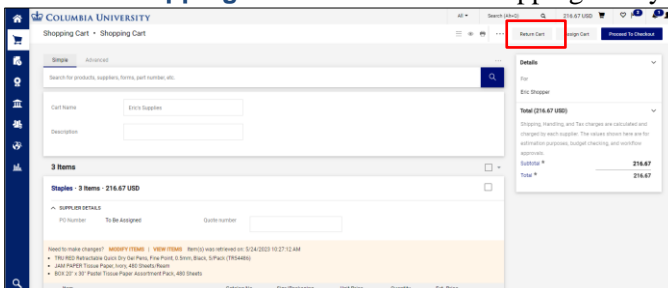 COLUMBIA UNIVERSITY
All
Search (Alt+Q)
216.67 USD
Shopping Cart • Shopping Cart
Return Cart
Assign Cart
Proceed To Checkout
Simple
Advanced
Search for products, suppliers, forms, part number, etc.
Cart Name
Eric's Supplies
Description
3 Items
Staples · 3 Items · 216.67 USD
SUPPLIER DETAILS
PO Number
To Be Assigned
Quote number
Need to make changes? MODIFY ITEMS | VIEW ITEMS Item(s) was retrieved on: 5/24/2023 10:27:12 AM
• TRU RED Retractable Quick Dry Gel Pens, Fine Point, 0.5mm, Black, 5/Pack (TR54486)
• JAM PAPER Tissue Paper, Ivory, 480 Sheets/Ream
• BOX 20" x 30" Pastel Tissue Paper Assortment Pack, 480 Sheets
Details
For
Eric Shopper
Total (216.67 USD)
Shipping, Handling, and Tax charges are calculated and
charged by each supplier. The values shown here are for
estimation purposes, budget checking, and workflow
approvals.
Subtotal
216.67
Total
216.67